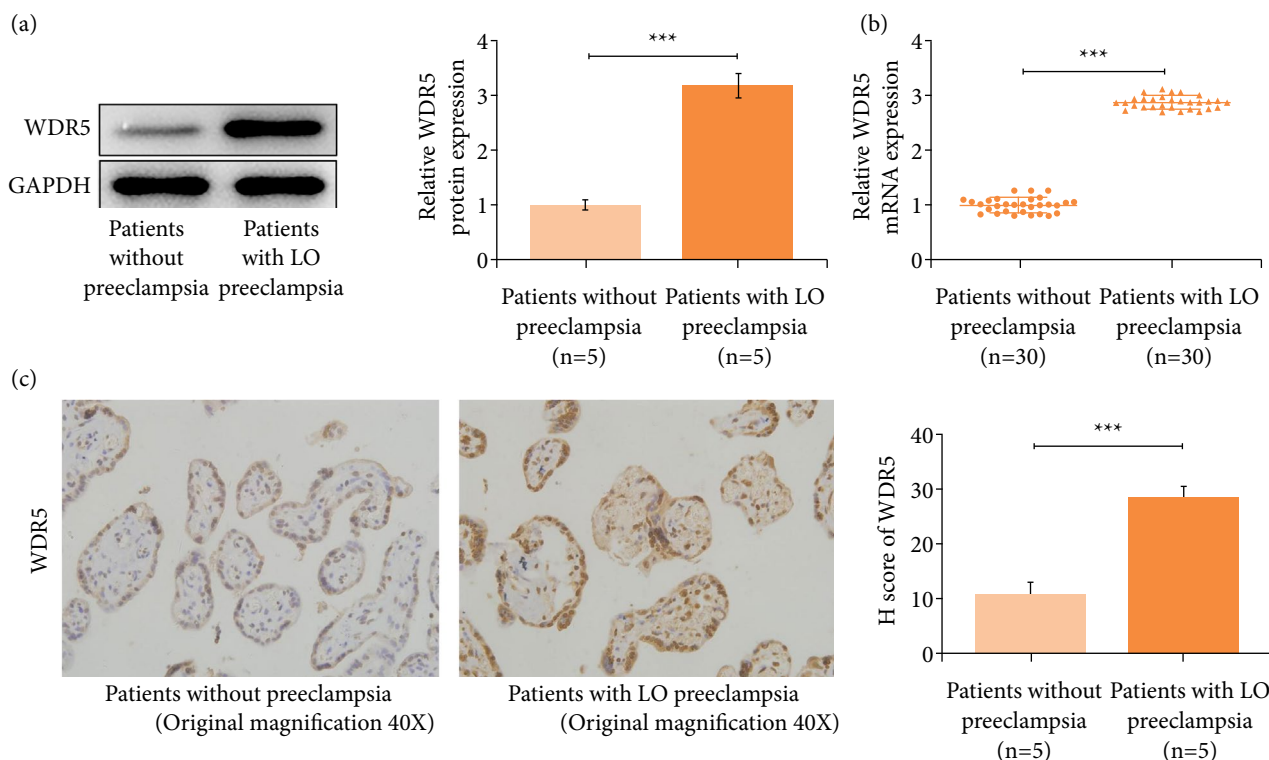 (a)
WDR5
GAPDH
Patients
without
preeclampsia
Patients
with LO
preeclampsia
Relative WDR5
protein expression
4
3
2
1
0
***
Patients without
preeclampsia
(n=5)
Patients with LO
preeclampsia
(n=5)
(b)
Relative WDR5
mRNA expression
4
3
2
1
0
***
Patients without
preeclampsia
(n=30)
Patients with LO
preeclampsia
(n=30)
(c)
WDR5
Patients without preeclampsia
(Original magnification 40X)
Patients with LO preeclampsia
(Original magnification 40X)
H score of WDR5
40
30
20
10
0
***
Patients without
preeclampsia
(n=5)
Patients with LO
preeclampsia
(n=5)